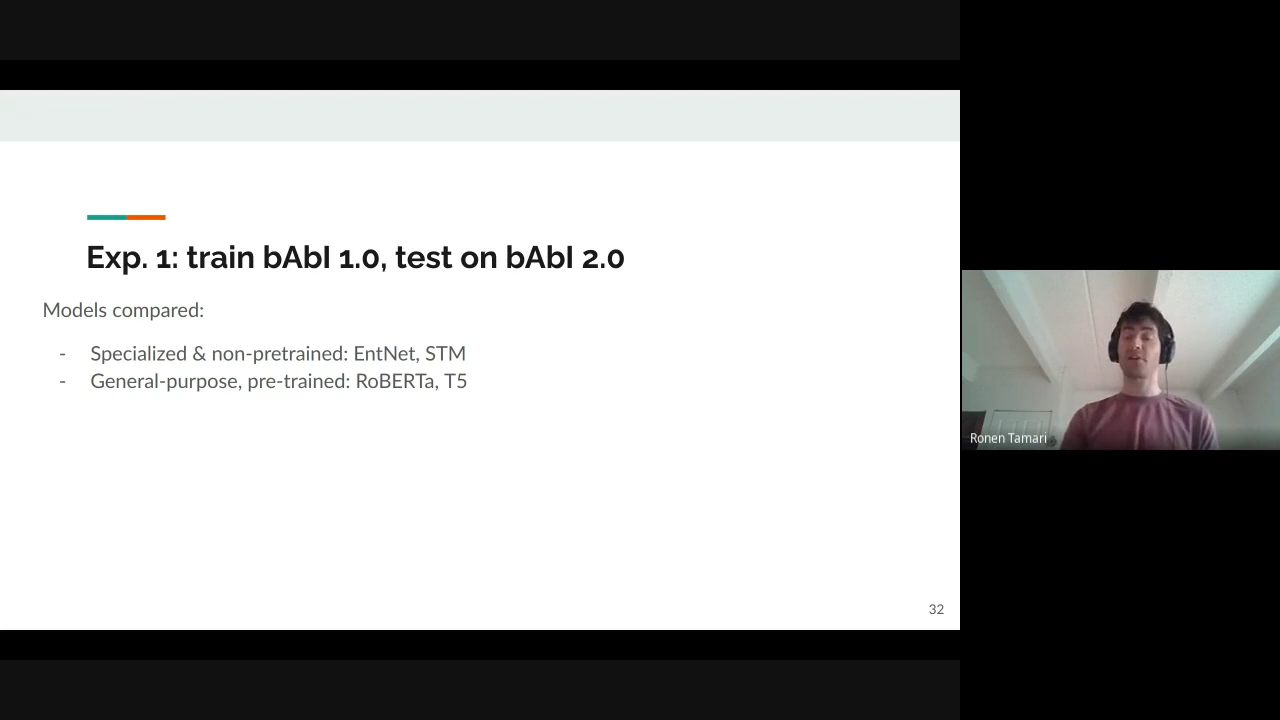 Exp. 1: train bAbI 1.0, test on bAbI 2.0
Models compared:
- Specialized & non-pretrained: EntNet, STM
- General-purpose, pre-trained: RoBERTa, T5
32
Ronen Tamari